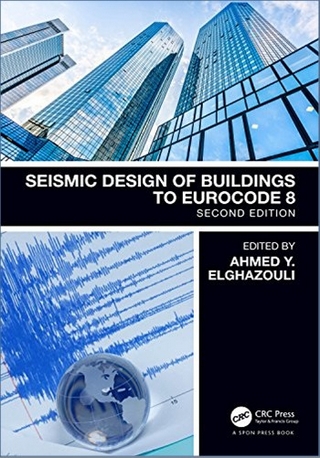 SEISMIC DESIGN OF BUILDINGS
TO EUROCODE 8
SECOND EDITION
EDITED BY
AHMED Y.
ELGHAZOULI
CRC Press
Taylor & Francis Group
A SPON PRESS BOOK
15